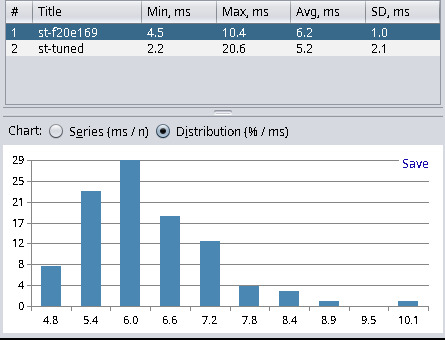 # Title Min, ms Max, ms Avg, ms SD, ms
1 st-f20e169 4.5 10.4 6.2 1.0
2 st-tuned 2.2 20.6 5.2 2.1
Chart: Series (ms / n) Distribution (% / ms)
Save
29
25
21
17
12
8
4
0
4.8 5.4 6.0 6.6 7.2 7.8 8.4 8.9 9.5 10.1